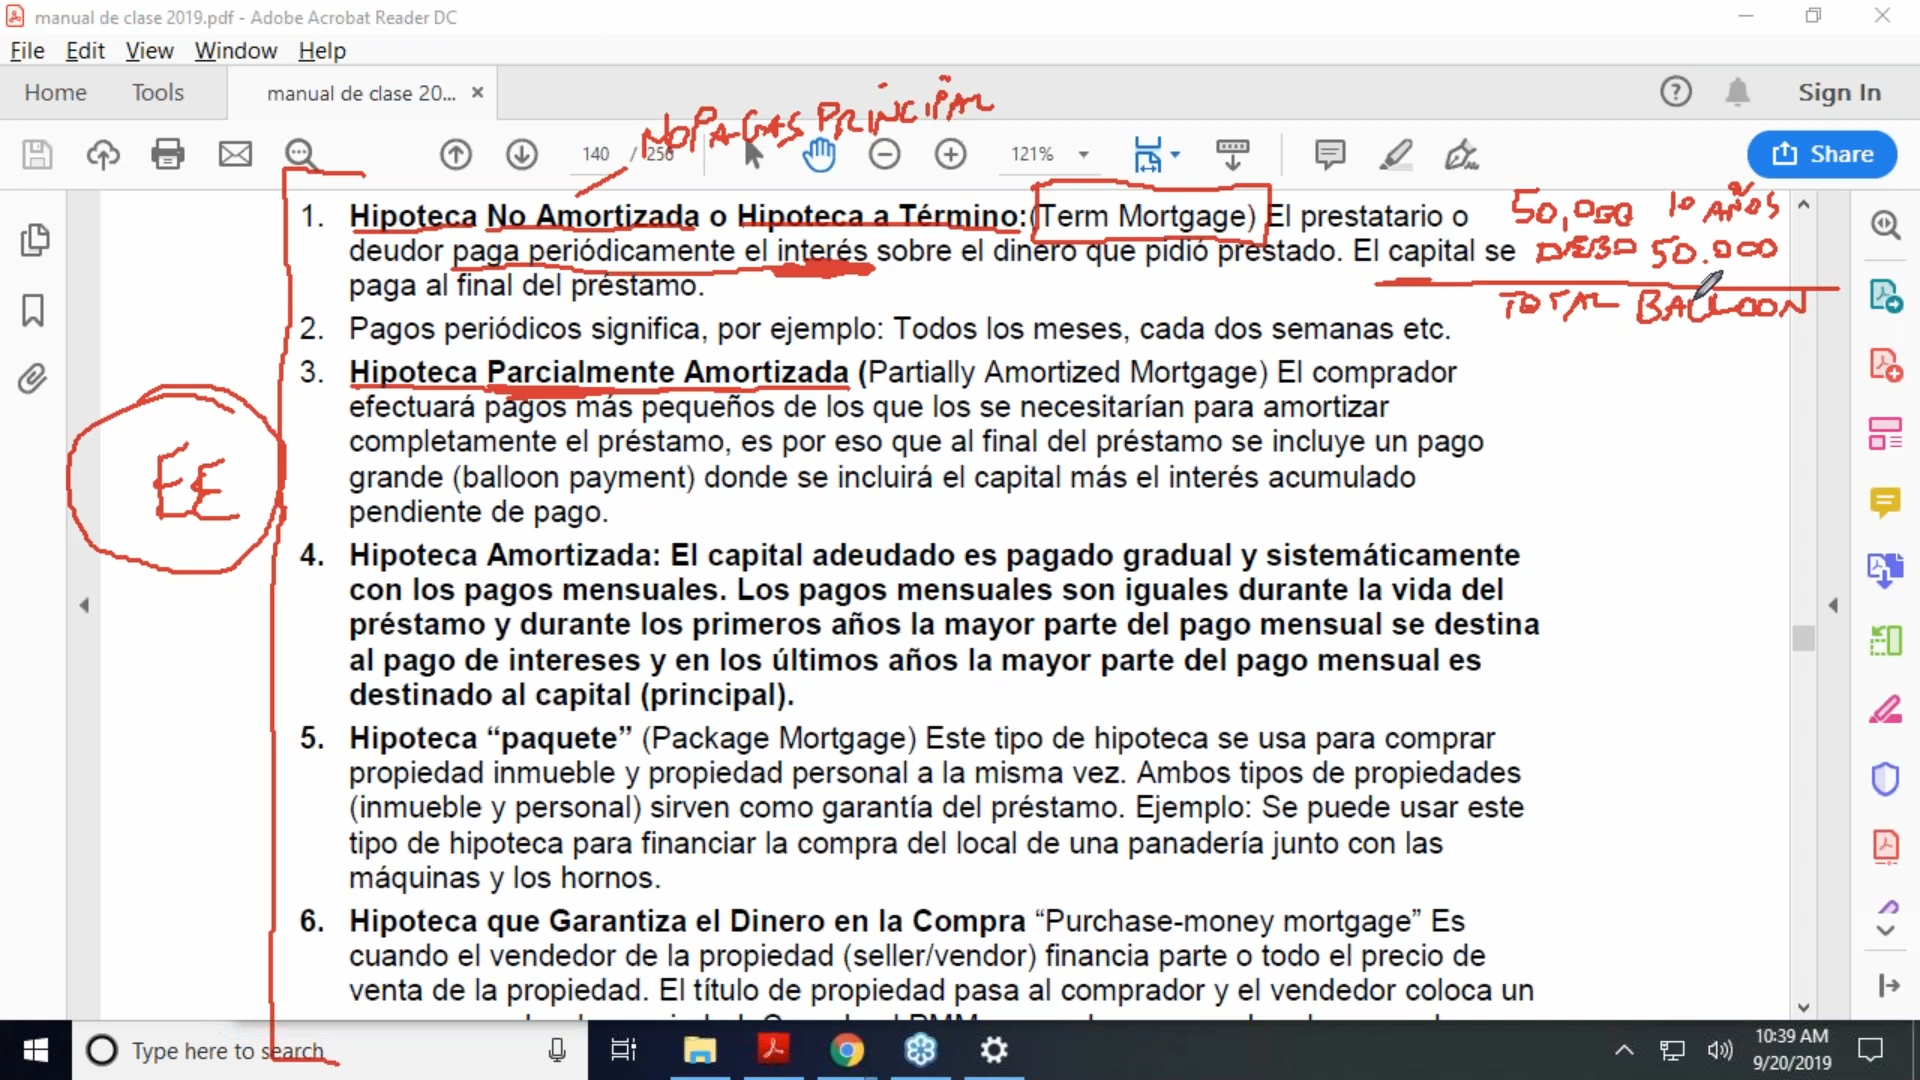 manual de clase 2019.pdf - Adobe Acrobat Reader DC
File Edit View Window Help
Home Tools manual de clase 20... × Sign In
NO PAGAS PRINCIPAL
140 / 256 121% Share
1. Hipoteca No Amortizada o Hipoteca a Término:(Term Mortgage) El prestatario o
deudor paga periódicamente el interés sobre el dinero que pidió prestado. El capital se
paga al final del préstamo.
50,000 10 AÑOS
DEBO 50.000
TOTAL BALLOON
2. Pagos periódicos significa, por ejemplo: Todos los meses, cada dos semanas etc.
3. Hipoteca Parcialmente Amortizada (Partially Amortized Mortgage) El comprador
efectuará pagos más pequeños de los que los se necesitarían para amortizar
completamente el préstamo, es por eso que al final del préstamo se incluye un pago
grande (balloon payment) donde se incluirá el capital más el interés acumulado
pendiente de pago.
EE
4. Hipoteca Amortizada: El capital adeudado es pagado gradual y sistemáticamente
con los pagos mensuales. Los pagos mensuales son iguales durante la vida del
préstamo y durante los primeros años la mayor parte del pago mensual se destina
al pago de intereses y en los últimos años la mayor parte del pago mensual es
destinado al capital (principal).
5. Hipoteca “paquete” (Package Mortgage) Este tipo de hipoteca se usa para comprar
propiedad inmueble y propiedad personal a la misma vez. Ambos tipos de propiedades
(inmueble y personal) sirven como garantía del préstamo. Ejemplo: Se puede usar este
tipo de hipoteca para financiar la compra del local de una panadería junto con las
máquinas y los hornos.
6. Hipoteca que Garantiza el Dinero en la Compra “Purchase-money mortgage” Es
cuando el vendedor de la propiedad (seller/vendor) financia parte o todo el precio de
venta de la propiedad. El título de propiedad pasa al comprador y el vendedor coloca un
Type here to search
10:39 AM
9/20/2019